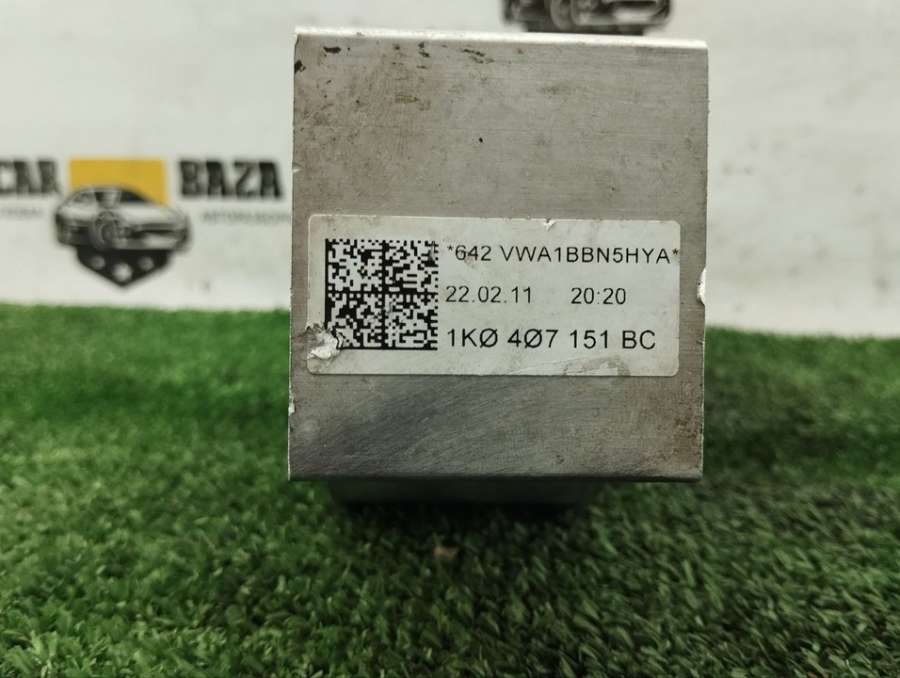 CAR BAZA
*642 VWA1BBN5HYA*
22.02.11 20:20
1KØ 4Ø7 151 BC